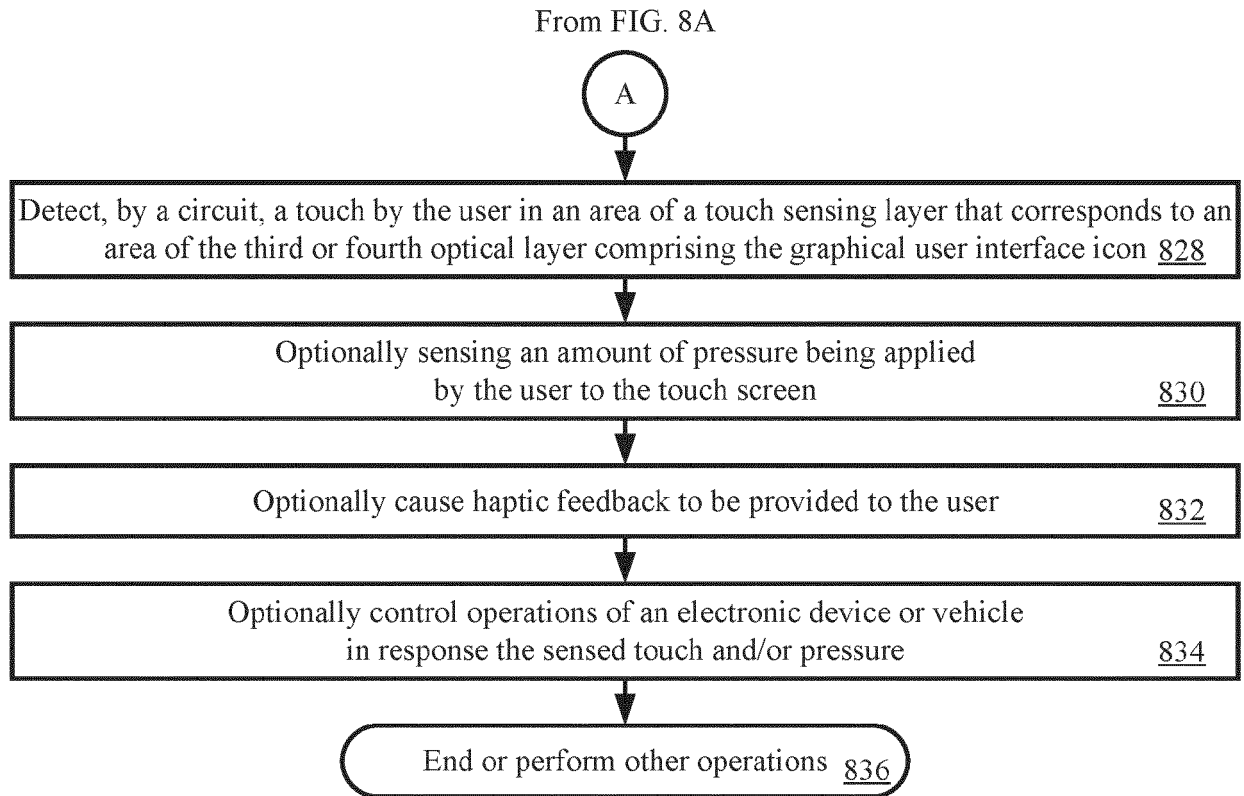 From FIG. 8A
A
Detect, by a circuit, a touch by the user in an area of a touch sensing layer that corresponds to an
area of the third or fourth optical layer comprising the graphical user interface icon 828
Optionally sensing an amount of pressure being applied
by the user to the touch screen 830
Optionally cause haptic feedback to be provided to the user 832
Optionally control operations of an electronic device or vehicle
in response the sensed touch and/or pressure 834
End or perform other operations 836